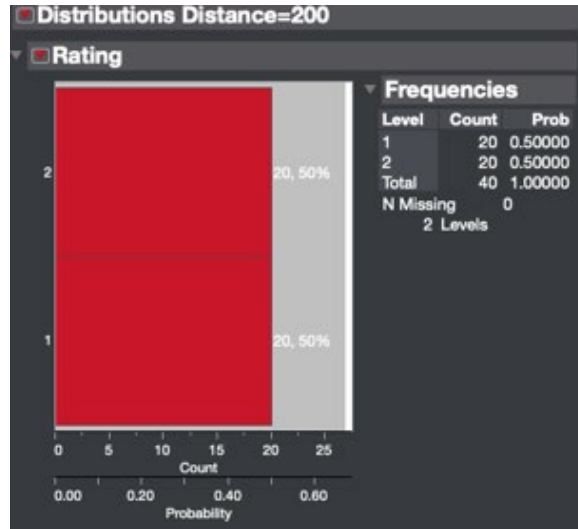 Distributions Distance=200
Rating
2
20, 50%
1
20, 50%
0 5 10 15 20 25
Count
0.00 0.20 0.40 0.60
Probability
Frequencies
Level Count Prob
1 20 0.50000
2 20 0.50000
Total 40 1.00000
N Missing 0
2 Levels